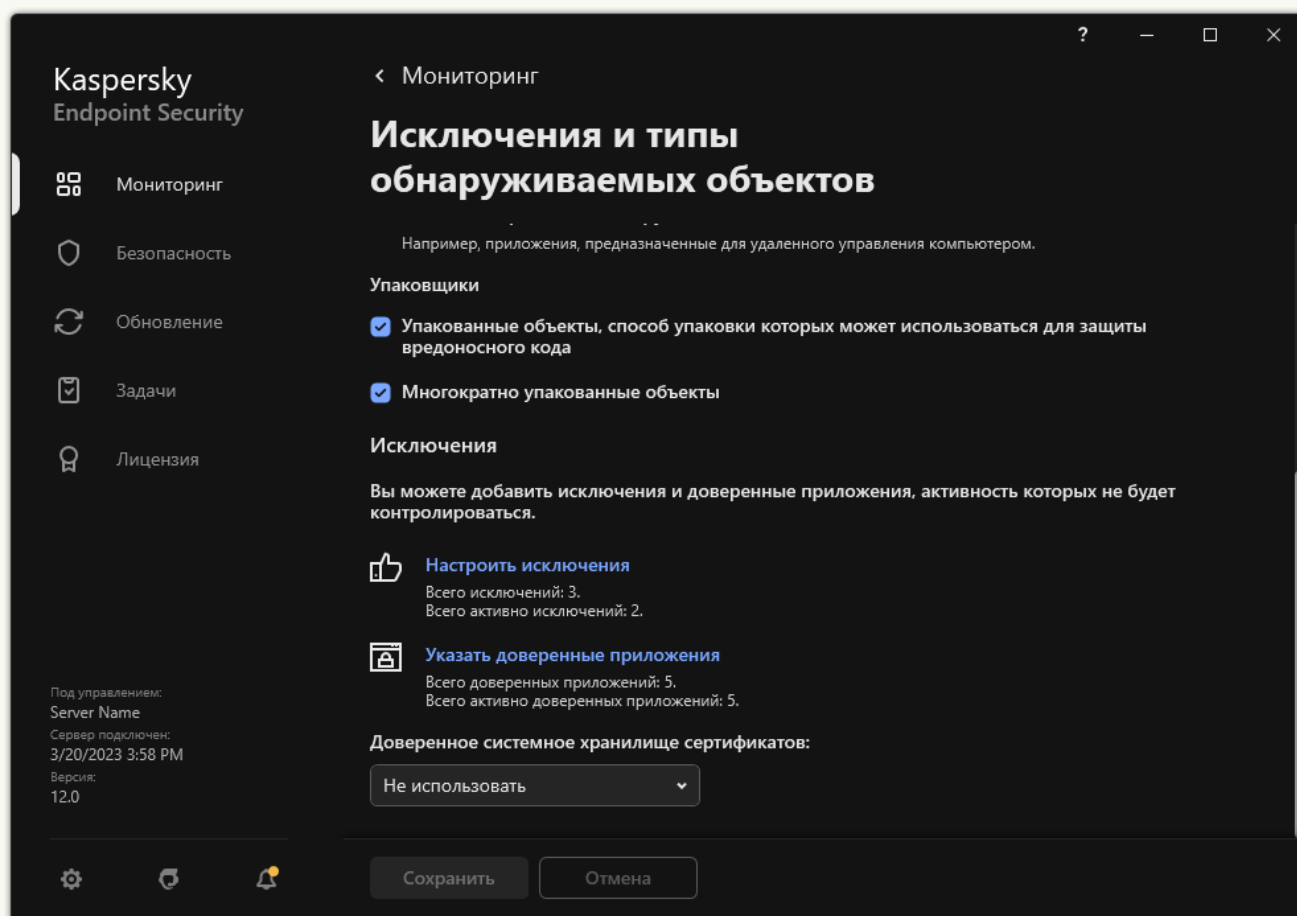 ?
Kaspersky
Endpoint Security
Мониторинг
Безопасность
Обновление
Задачи
Лицензия
Под управлением:
Server Name
Сервер подключен:
3/20/2023 3:58 PM
Версия:
12.0
Мониторинг
Исключения и типы
обнаруживаемых объектов
Например, приложения, предназначенные для удаленного управления компьютером.
Упаковщики
Упакованные объекты, способ упаковки которых может использоваться для защиты
вредоносного кода
Многократно упакованные объекты
Исключения
Вы можете добавить исключения и доверенные приложения, активность которых не будет
контролироваться.
Настроить исключения
Всего исключений: 3.
Всего активно исключений: 2.
Указать доверенные приложения
Всего доверенных приложений: 5.
Всего активно доверенных приложений: 5.
Доверенное системное хранилище сертификатов:
Не использовать
Сохранить
Отмена